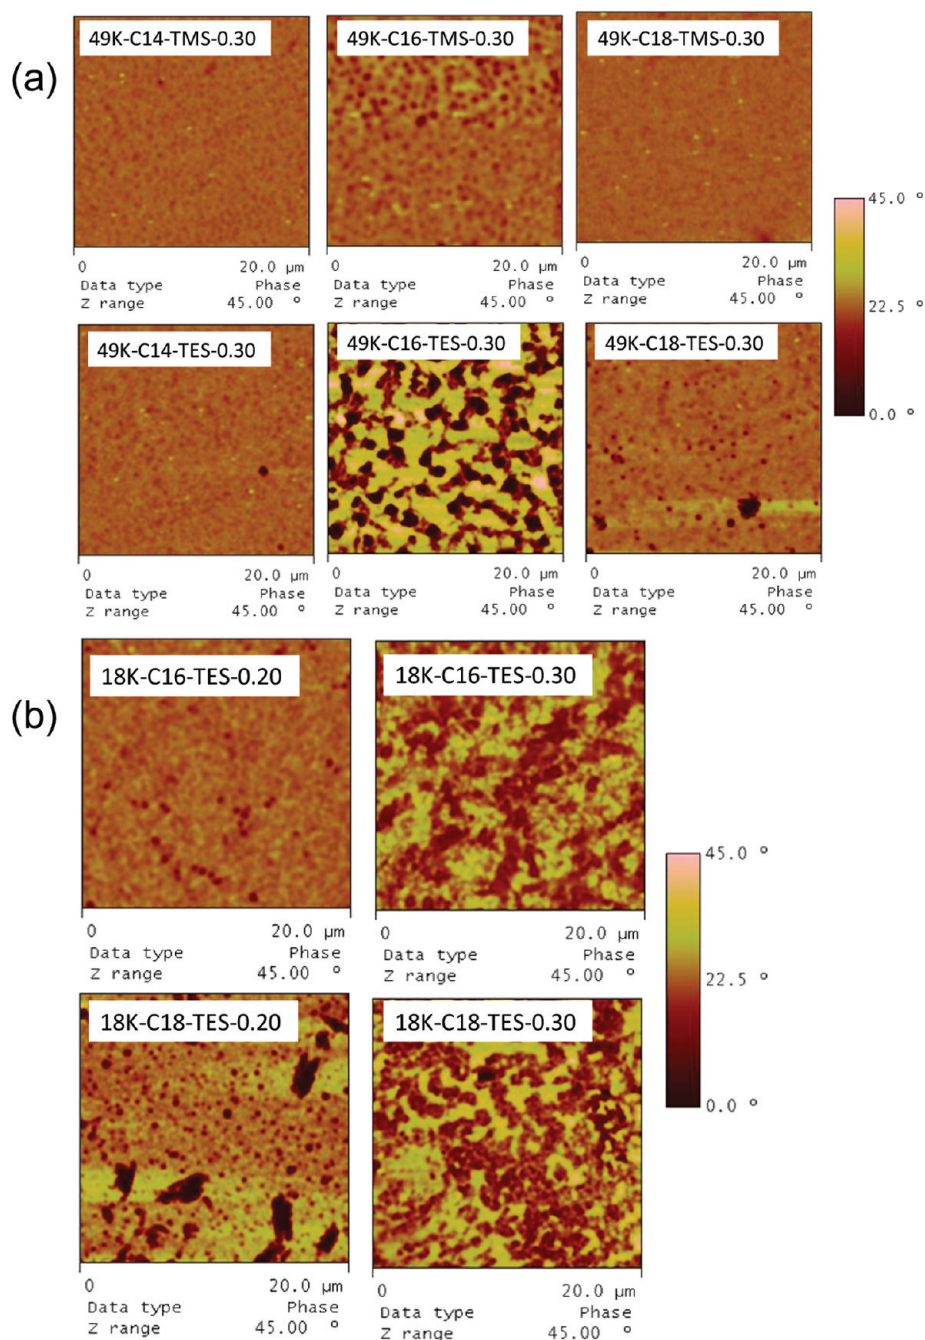 (a)
49K-C14-TMS-0.30
49K-C16-TMS-0.30
49K-C18-TMS-0.30
0 20.0 µm
Data type Phase
Z range 45.00 º
0 20.0 µm
Data type Phase
Z range 45.00 º
0 20.0 µm
Data type Phase
Z range 45.00 º
45.0 º
22.5 º
0.0 º
49K-C14-TES-0.30
49K-C16-TES-0.30
49K-C18-TES-0.30
0 20.0 µm
Data type Phase
Z range 45.00 º
0 20.0 µm
Data type Phase
Z range 45.00 º
0 20.0 µm
Data type Phase
Z range 45.00 º
(b)
18K-C16-TES-0.20
18K-C16-TES-0.30
0 20.0 µm
Data type Phase
Z range 45.00 º
0 20.0 µm
Data type Phase
Z range 45.00 º
45.0 º
22.5 º
0.0 º
18K-C18-TES-0.20
18K-C18-TES-0.30
0 20.0 µm
Data type Phase
Z range 45.00 º
0 20.0 µm
Data type Phase
Z range 45.00 º